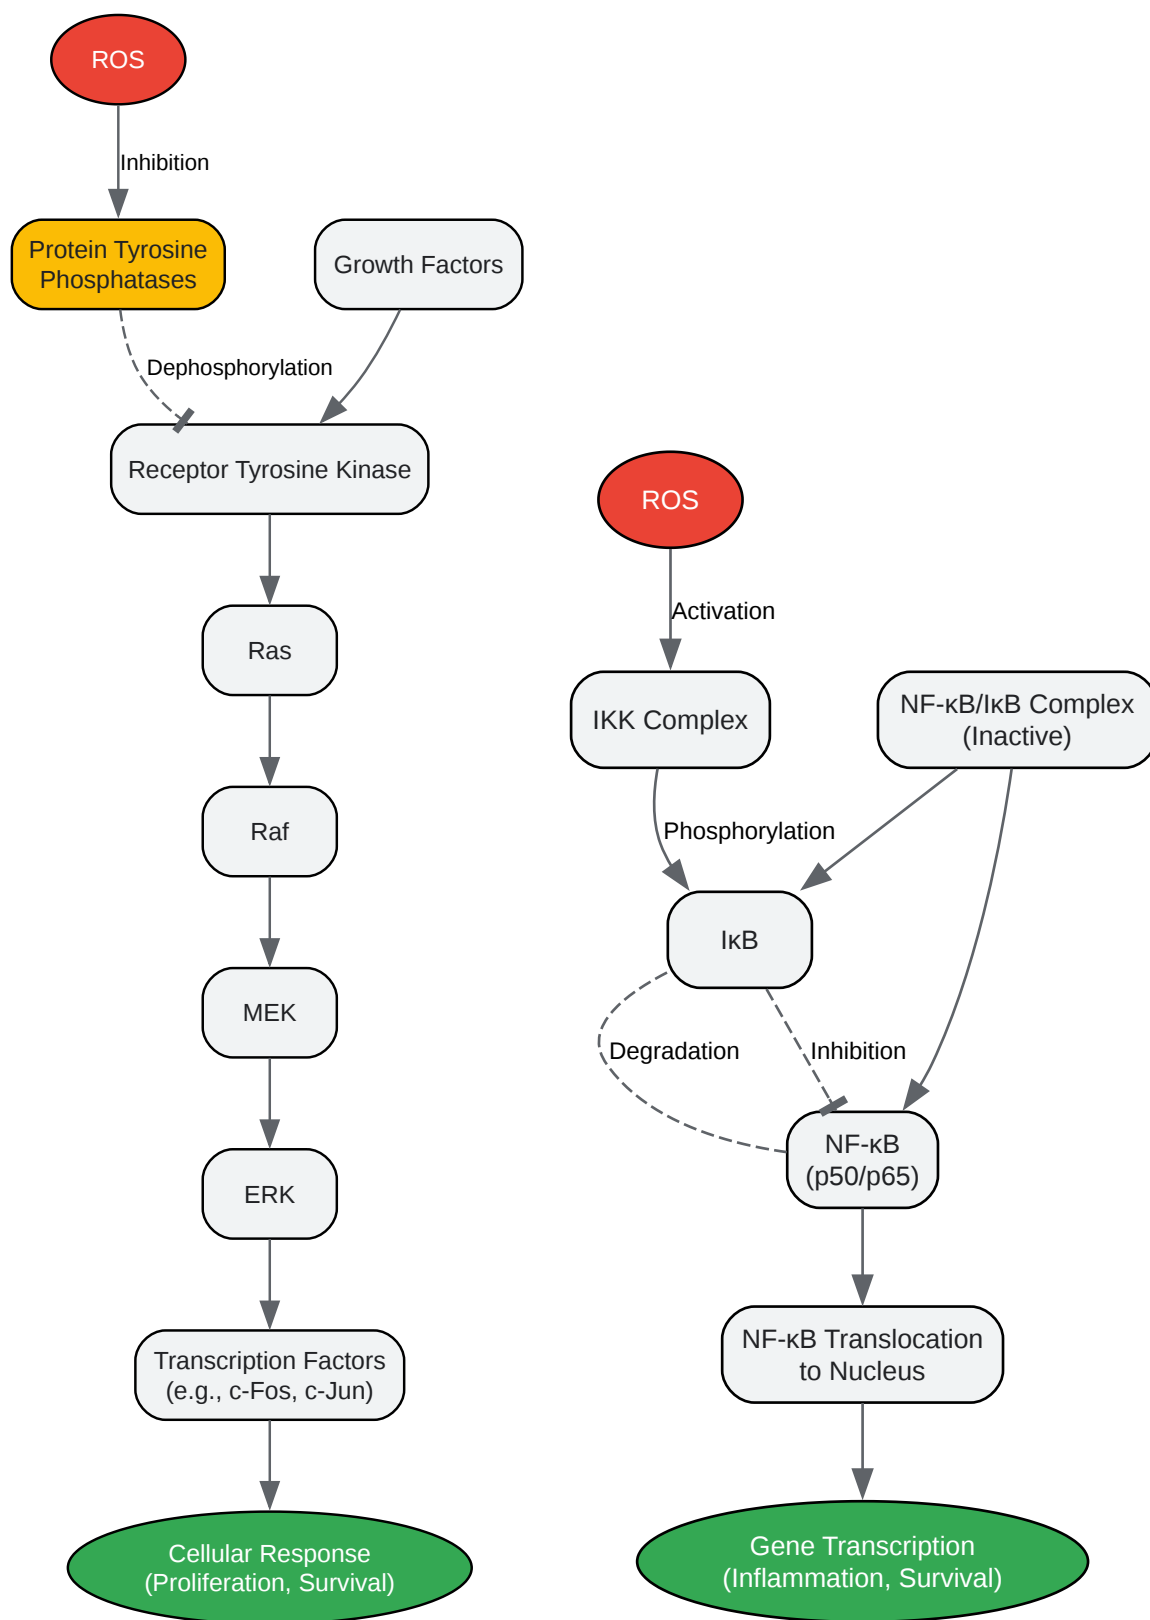 ROS
Inhibition
Protein Tyrosine
Phosphatases
Growth Factors
Dephosphorylation
Receptor Tyrosine Kinase
Ras
Raf
MEK
ERK
Transcription Factors
(e.g., c-Fos, c-Jun)
Cellular Response
(Proliferation, Survival)
ROS
Activation
IKK Complex
NF-κB/IκB Complex
(Inactive)
Phosphorylation
IκB
Degradation
Inhibition
NF-κB
(p50/p65)
NF-κB Translocation
to Nucleus
Gene Transcription
(Inflammation, Survival)